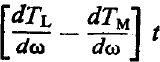 [dT_L/dω − dT_M/dω] t